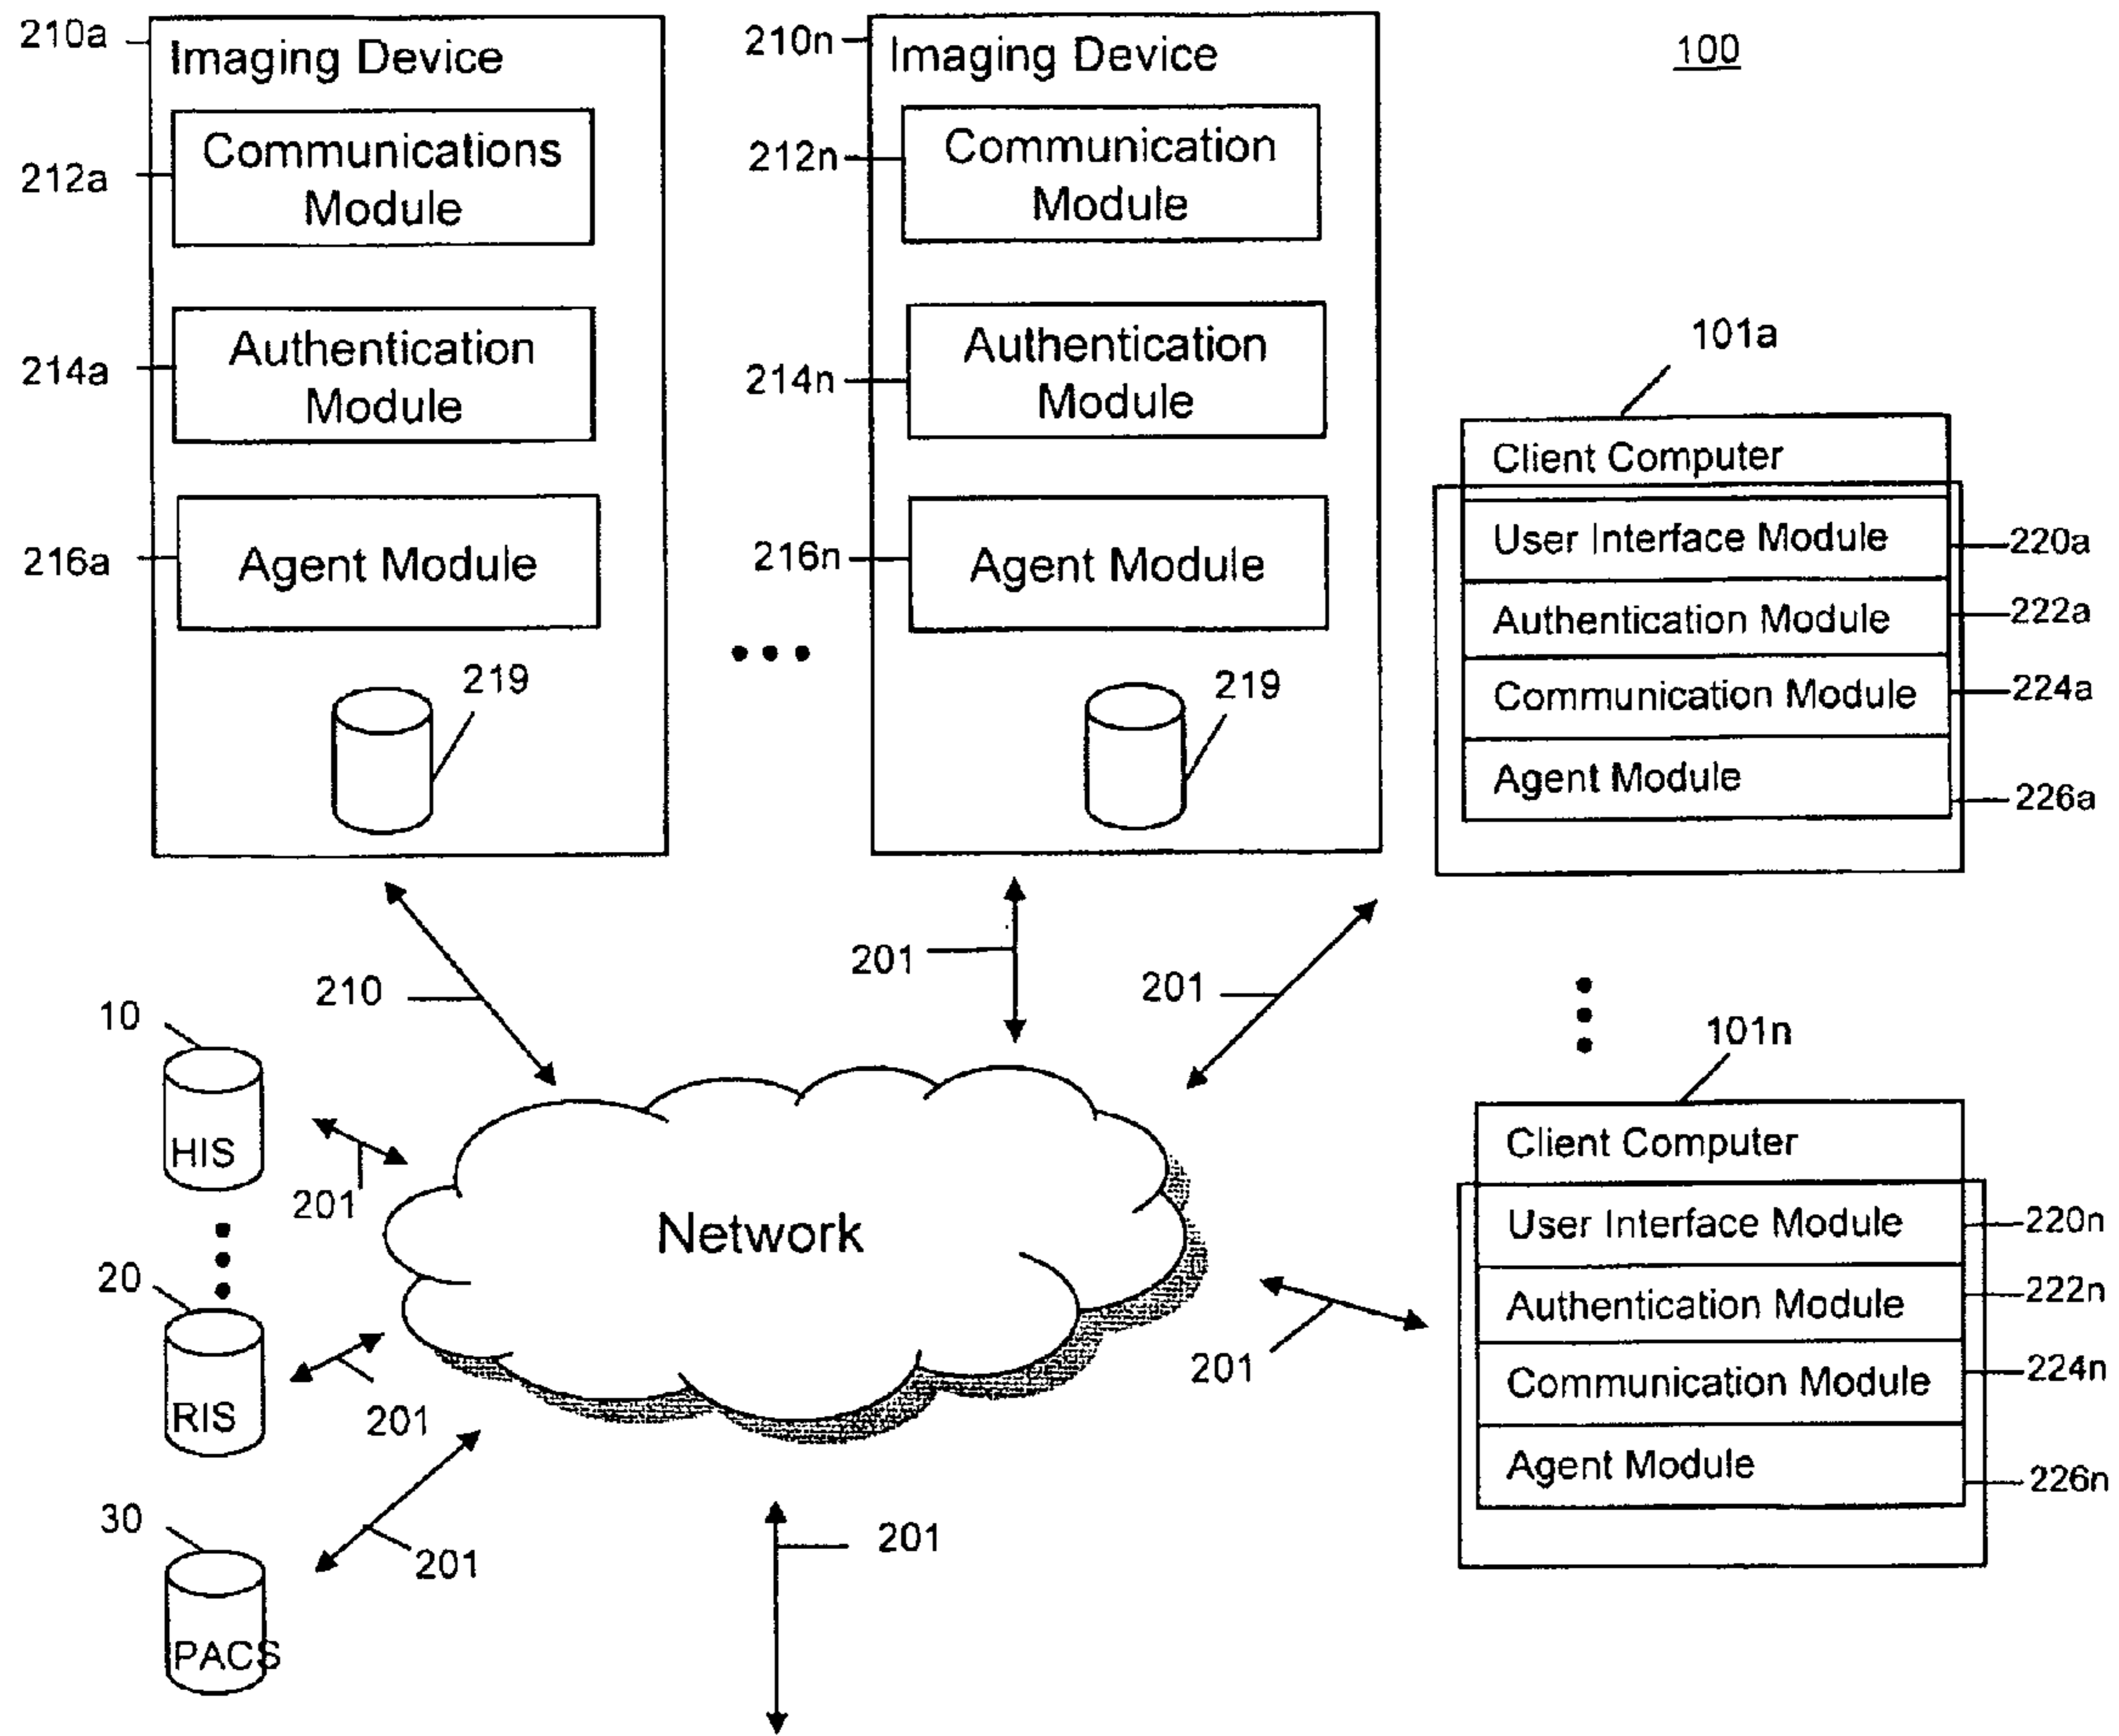 210a
Imaging Device
Communications
Module
212a
Authentication
Module
214a
Agent Module
216a
219
210n
Imaging Device
Communication
Module
212n
Authentication
Module
214n
Agent Module
216n
219
100
101a
Client Computer
User Interface Module
220a
Authentication Module
222a
Communication Module
224a
Agent Module
226a
210
201
201
10
HIS
201
20
RIS
201
30
PACS
201
Network
201
201
101n
Client Computer
User Interface Module
220n
Authentication Module
222n
Communication Module
224n
Agent Module
226n